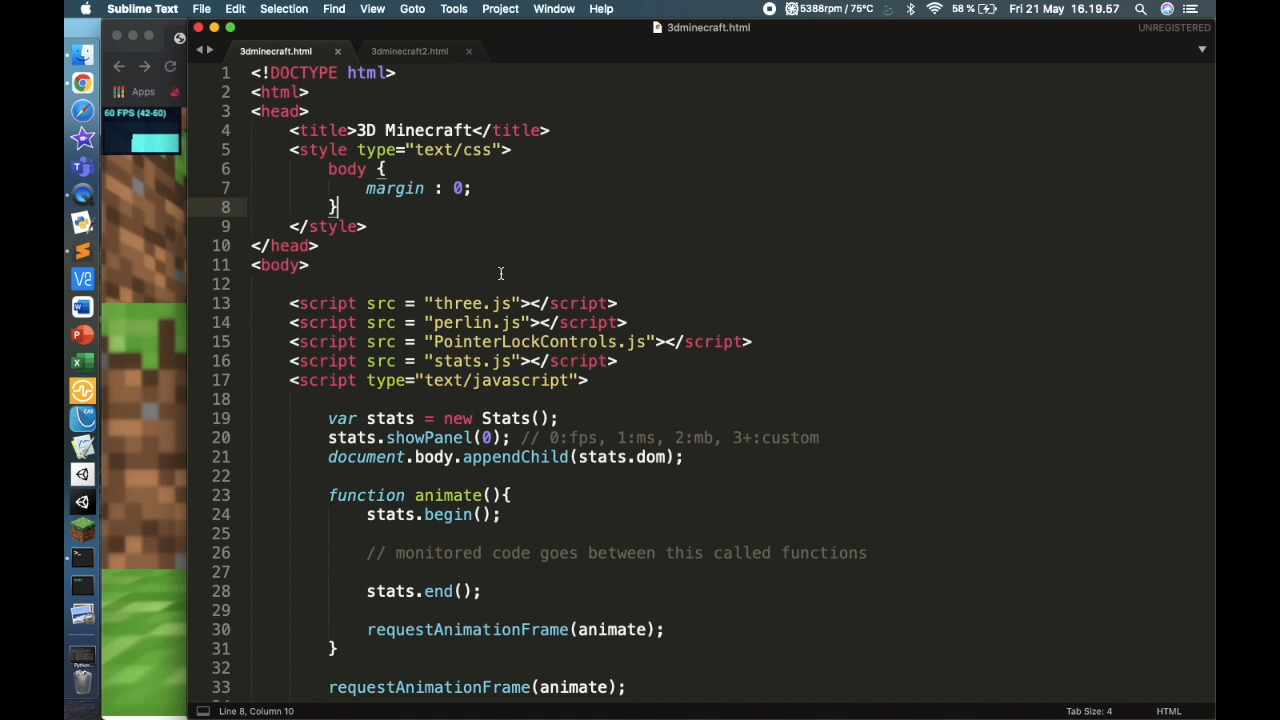 Sublime Text File Edit Selection Find View Goto Tools Project Window Help 5388rpm / 75°C 58 % Fri 21 May 16.19.57
3dminecraft.html UNREGISTERED
3dminecraft.html × 3dminecraft2.html ×
Apps
60 FPS (42-60)
1 <!DOCTYPE html>
2 <html>
3 <head>
4 <title>3D Minecraft</title>
5 <style type="text/css">
6 body {
7 margin : 0;
8 }
9 </style>
10 </head>
11 <body>
12
13 <script src = "three.js"></script>
14 <script src = "perlin.js"></script>
15 <script src = "PointerLockControls.js"></script>
16 <script src = "stats.js"></script>
17 <script type="text/javascript">
18
19 var stats = new Stats();
20 stats.showPanel(0); // 0:fps, 1:ms, 2:mb, 3+:custom
21 document.body.appendChild(stats.dom);
22
23 function animate(){
24 stats.begin();
25
26 // monitored code goes between this called functions
27
28 stats.end();
29
30 requestAnimationFrame(animate);
31 }
32
33 requestAnimationFrame(animate);
Line 8, Column 10 Tab Size: 4 HTML